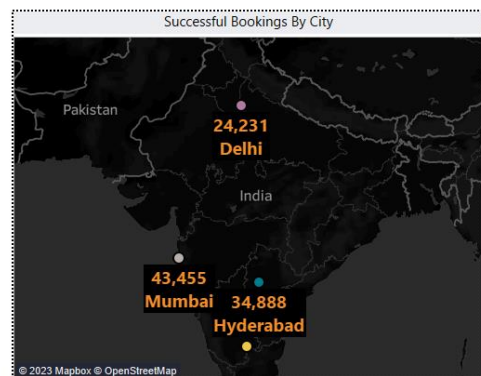 Successful Bookings By City
Pakistan
24,231
Delhi
India
43,455
Mumbai
34,888
Hyderabad
© 2023 Mapbox © OpenStreetMap